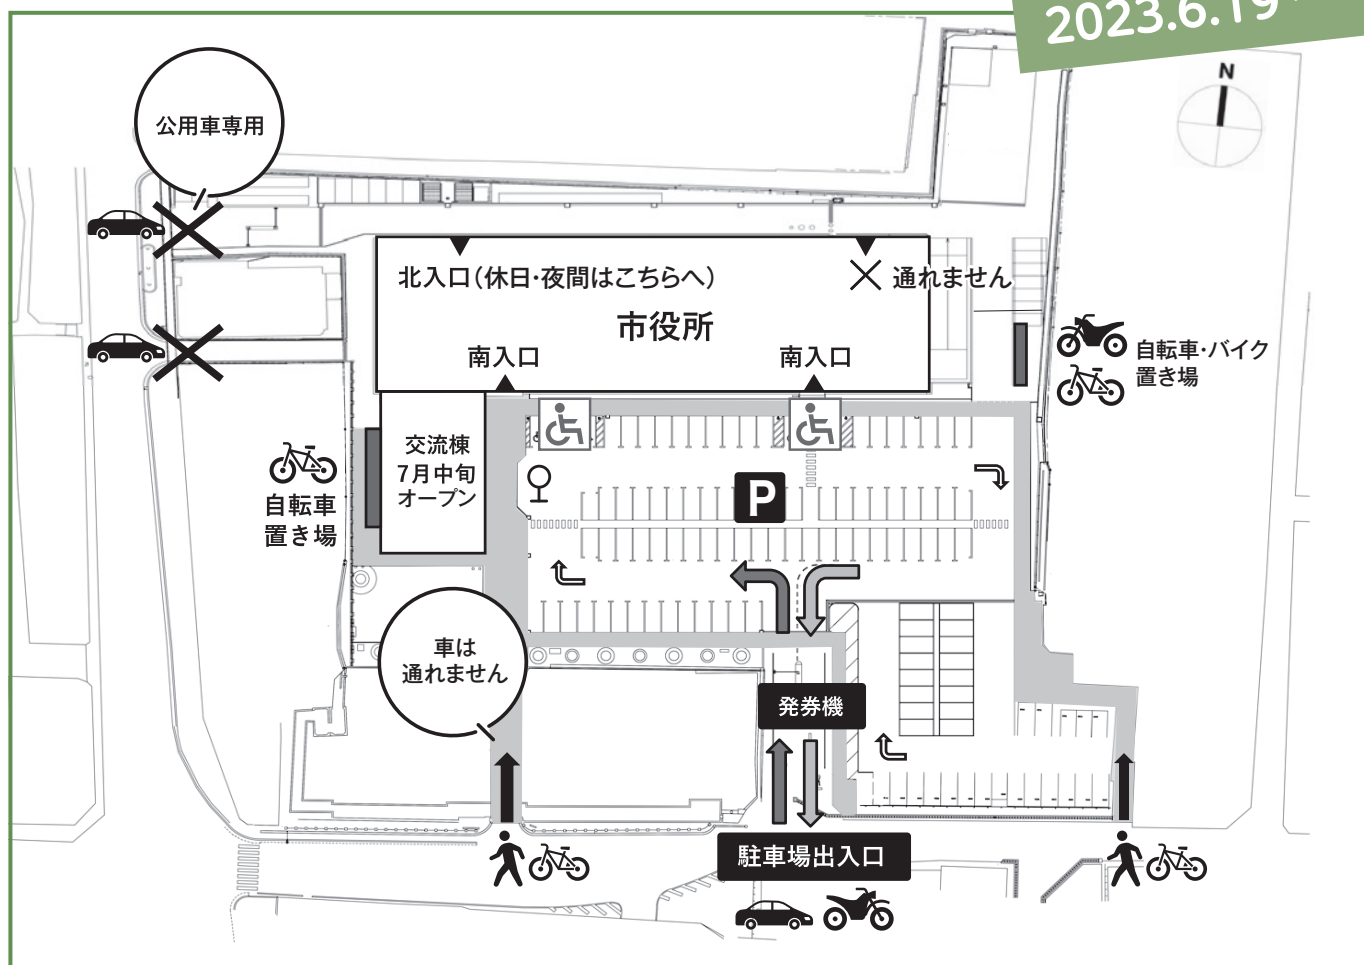 2023.6.19
N
公用車専用
北入口(休日・夜間はこちらへ)
通れません
市役所
南入口
南入口
自転車・バイク
置き場
交流棟
7月中旬
オープン
自転車
置き場
P
車は
通れません
発券機
駐車場出入口